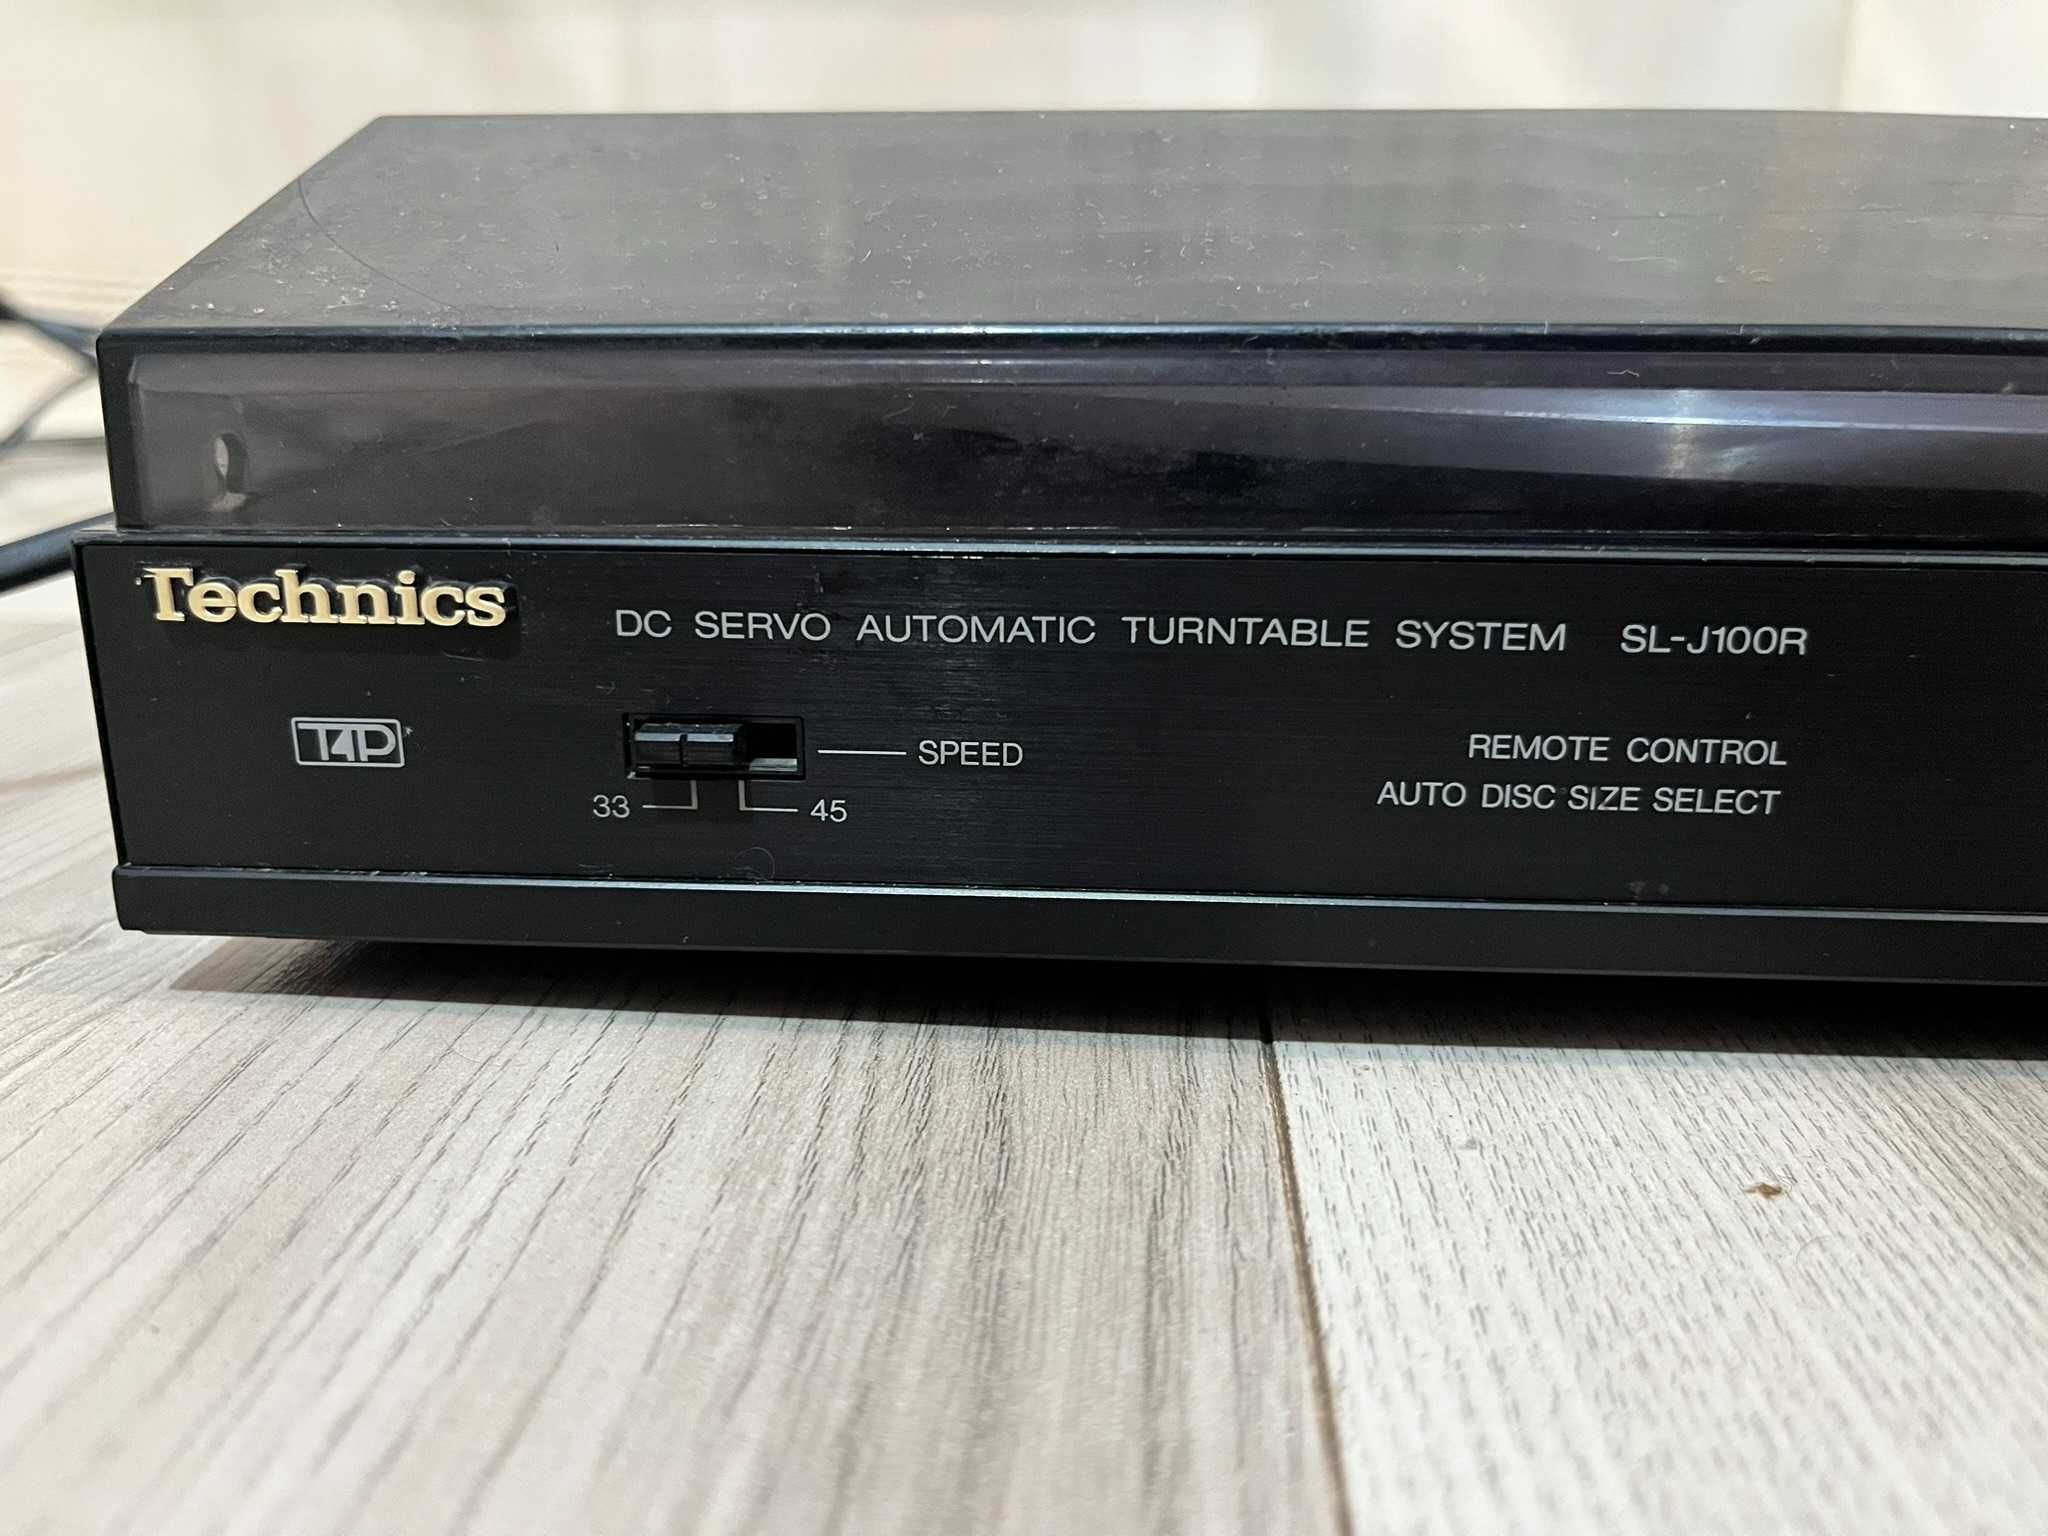 Technics
DC SERVO AUTOMATIC TURNTABLE SYSTEM SL-J100R
T4P
SPEED
33 45
REMOTE CONTROL
AUTO DISC SIZE SELECT